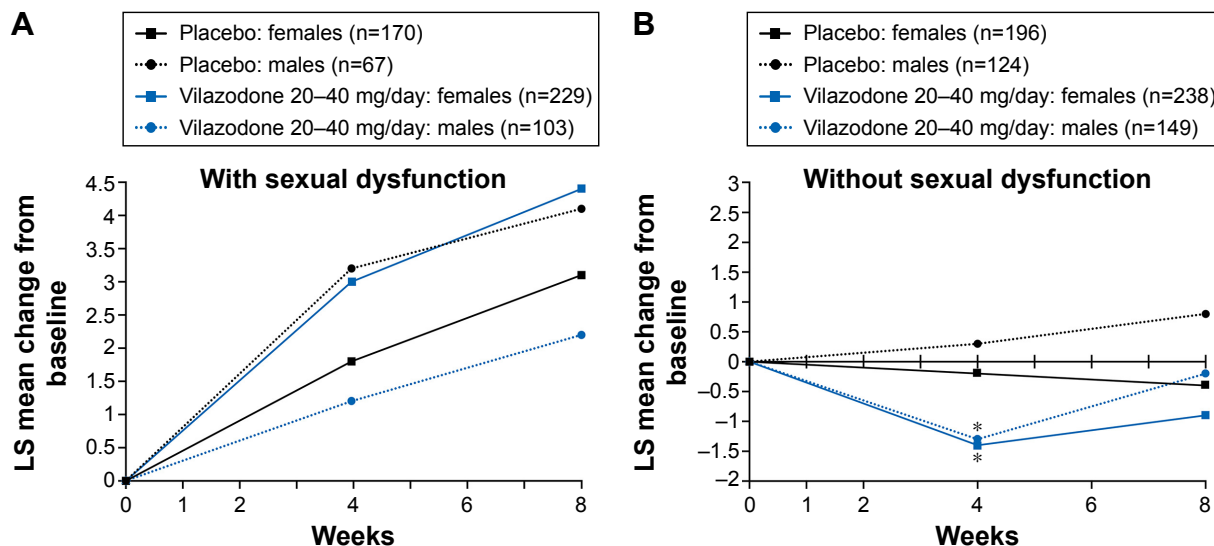 A
Placebo: females (n=170)
Placebo: males (n=67)
Vilazodone 20–40 mg/day: females (n=229)
Vilazodone 20–40 mg/day: males (n=103)
With sexual dysfunction
LS mean change from
baseline
4.5
4
3.5
3
2.5
2
1.5
1
0.5
0
0 1 2 4 6 7 8
Weeks
B
Placebo: females (n=196)
Placebo: males (n=124)
Vilazodone 20–40 mg/day: females (n=238)
Vilazodone 20–40 mg/day: males (n=149)
Without sexual dysfunction
LS mean change from
baseline
3
2.5
2
1.5
1
0.5
0
–0.5
–1
–1.5
–2
*
*
0 1 2 4 6 7 8
Weeks